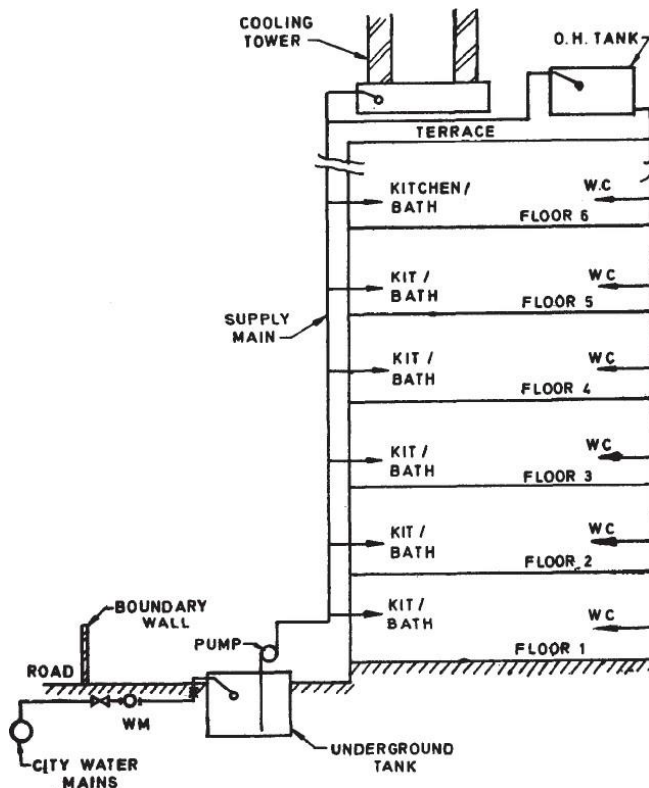 COOLING
TOWER
O.H. TANK
TERRACE
KITCHEN/
BATH
W.C
FLOOR 6
KIT/
BATH
WC
FLOOR 5
SUPPLY
MAIN
KIT/
BATH
WC
FLOOR 4
KIT/
BATH
WC
FLOOR 3
KIT/
BATH
WC
FLOOR 2
BOUNDARY
WALL
KIT/
BATH
WC
PUMP
FLOOR 1
ROAD
WM
UNDERGROUND
TANK
CITY WATER
MAINS